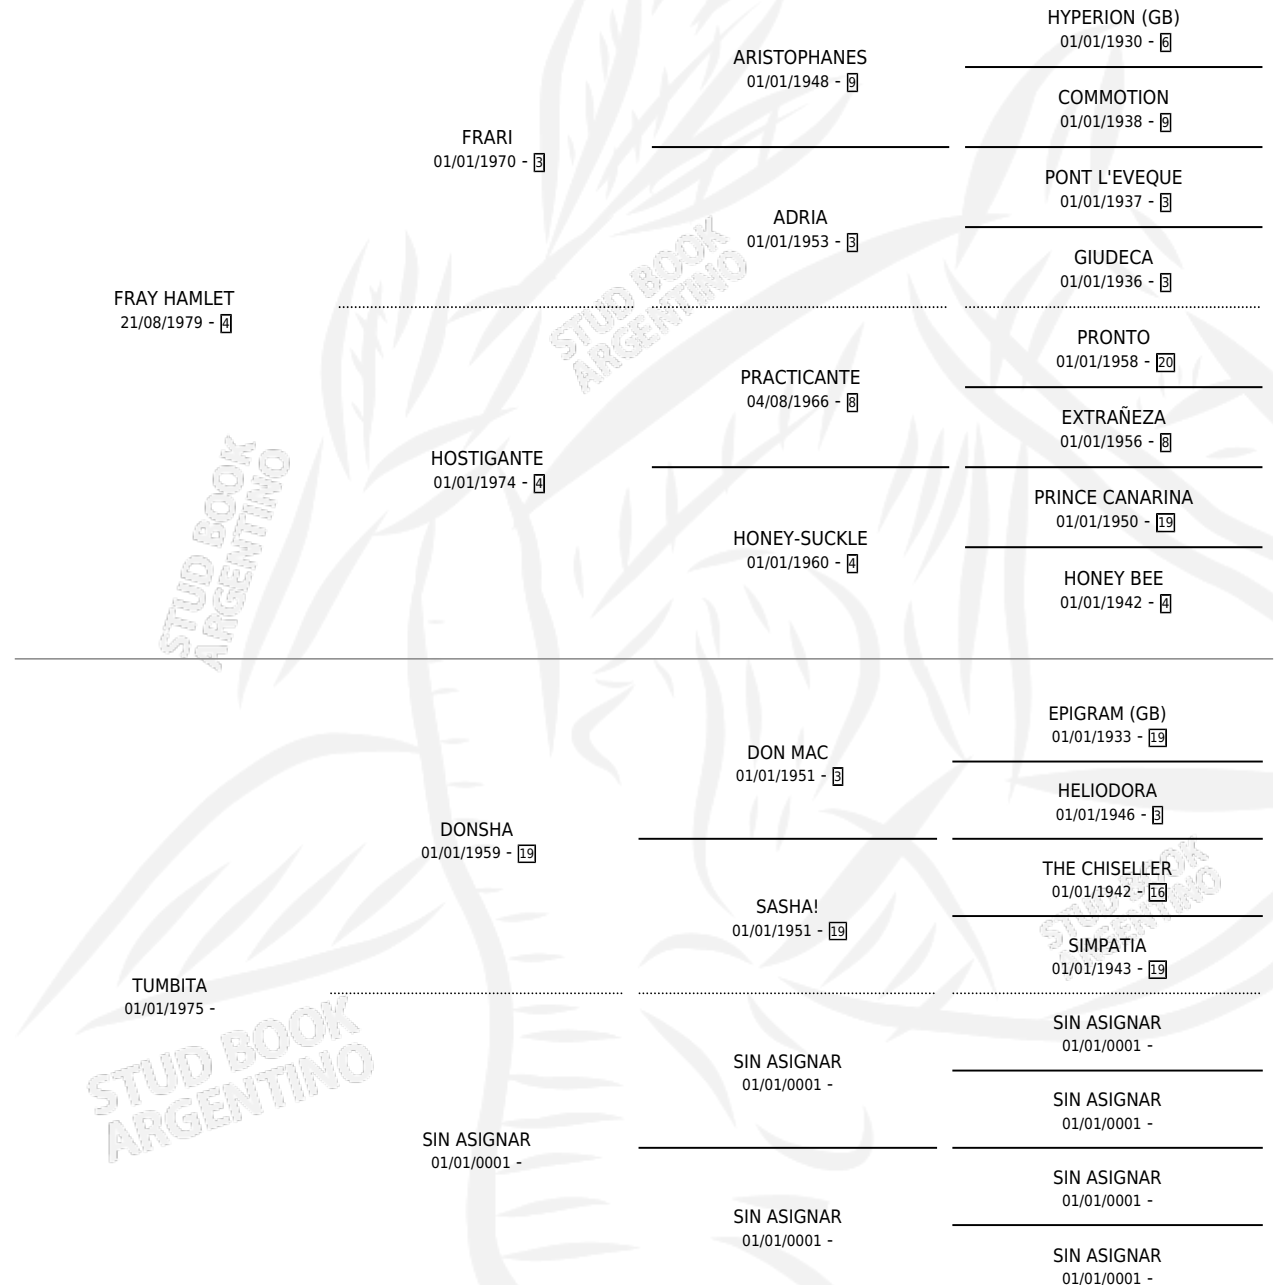 HYPERION (GB)
01/01/1930 - 6
ARISTOPHANES
01/01/1948 - 9
COMMOTION
01/01/1938 - 9
FRARI
01/01/1970 - 3
PONT L'EVEQUE
01/01/1937 - 3
ADRIA
01/01/1953 - 3
GIUDECA
01/01/1936 - 3
FRAY HAMLET
21/08/1979 - 4
PRONTO
01/01/1958 - 20
PRACTICANTE
04/08/1966 - 8
EXTRAÑEZA
01/01/1956 - 8
HOSTIGANTE
01/01/1974 - 4
PRINCE CANARINA
01/01/1950 - 19
HONEY-SUCKLE
01/01/1960 - 4
HONEY BEE
01/01/1942 - 4
EPIGRAM (GB)
01/01/1933 - 19
DON MAC
01/01/1951 - 3
HELIODORA
01/01/1946 - 3
DONSHA
01/01/1959 - 19
THE CHISELLER
01/01/1942 - 16
SASHA!
01/01/1951 - 19
SIMPATIA
01/01/1943 - 19
TUMBITA
01/01/1975 -
SIN ASIGNAR
01/01/0001 -
SIN ASIGNAR
01/01/0001 -
SIN ASIGNAR
01/01/0001 -
SIN ASIGNAR
01/01/0001 -
SIN ASIGNAR
01/01/0001 -
SIN ASIGNAR
01/01/0001 -
SIN ASIGNAR
01/01/0001 -
STUD BOOK
ARGENTINO
STUD BOOK
ARGENTINO
STUD BOOK
ARGENTINO
STUD BOOK
ARGENTINO